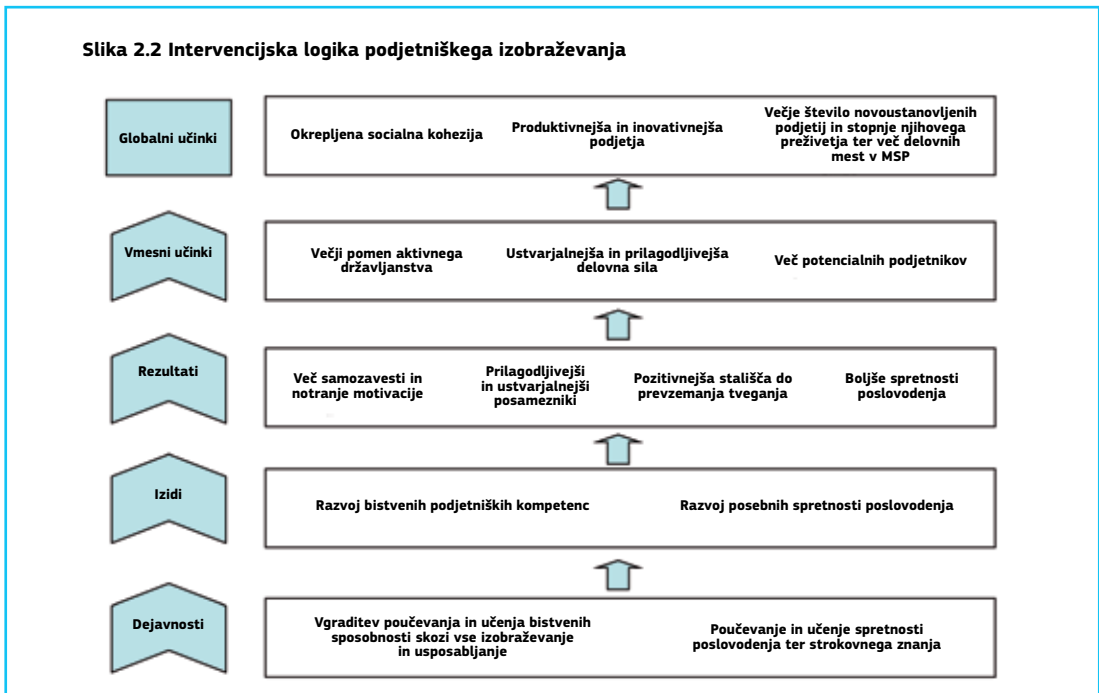 Slika 2.2 Intervencijska logika podjetniškega izobraževanja
Globalni učinki
Okrepljena socialna kohezija
Produktivnejša in inovativnejša
podjetja
Večje število novoustanovljenih
podjetij in stopnje njihovega
preživetja ter več delovnih
mest v MSP
Vmesni učinki
Večji pomen aktivnega
državljanstva
Ustvarjalnejša in prilagodljivejša
delovna sila
Več potencialnih podjetnikov
Rezultati
Več samozavesti in
notranje motivacije
Prilagodljivejši
in ustvarjalnejši
posamezniki
Pozitivnejša stališča do
prevzemanja tveganja
Boljše spretnosti
poslovodenja
Izidi
Razvoj bistvenih podjetniških kompetenc
Razvoj posebnih spretnosti poslovodenja
Dejavnosti
Vgraditev poučevanja in učenja bistvenih
sposobnosti skozi vse izobraževanje
in usposabljanje
Poučevanje in učenje spretnosti
poslovodenja ter strokovnega znanja